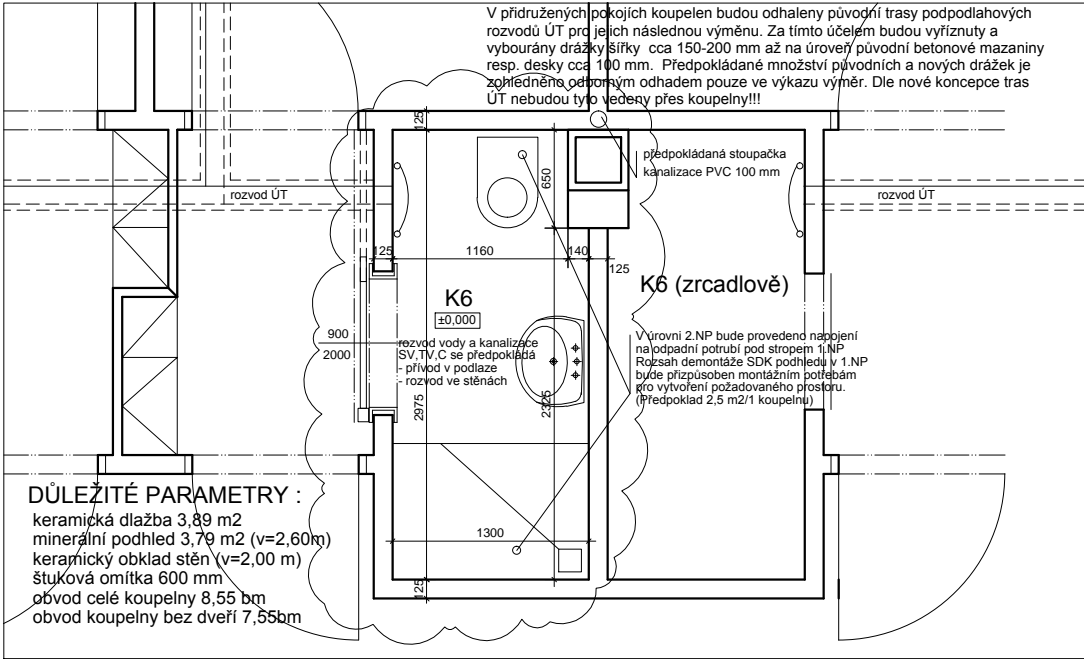 V přidružených pokojích koupelen budou odhaleny původní trasy podpodlahových
rozvodů ÚT pro jejich následnou výměnu. Za tímto účelem budou vyříznuty a
vybourány drážky šířky cca 150-200 mm až na úroveň původní betonové mazaniny
resp. desky cca 100 mm. Předpokládané množství původních a nových drážek je
zohledněno odborným odhadem pouze ve výkazu výměr. Dle nové koncepce tras
ÚT nebudou tyto vedeny přes koupelny!!!
125
předpokládaná stoupačka
kanalizace PVC 100 mm
650
rozvod ÚT
rozvod ÚT
125
1160
140
125
K6
±0,000
K6 (zrcadlově)
900
2000
rozvod vody a kanalizace
SV,TV,C se předpokládá
- přívod v podlaze
- rozvod ve stěnách
V úrovni 2.NP bude provedeno napojení
na odpadní potrubí pod stropem 1.NP
Rozsah demontáže SDK podhledu v 1.NP
bude přizpůsoben montážním potřebám
pro vytvoření požadovaného prostoru.
(Předpoklad 2,5 m2/1 koupelnu)
2975
2325
DŮLEŽITÉ PARAMETRY :
keramická dlažba 3,89 m2
minerální podhled 3,79 m2 (v=2,60m)
keramický obklad stěn (v=2,00 m)
štuková omítka 600 mm
obvod celé koupelny 8,55 bm
obvod koupelny bez dveří 7,55bm
1300
125